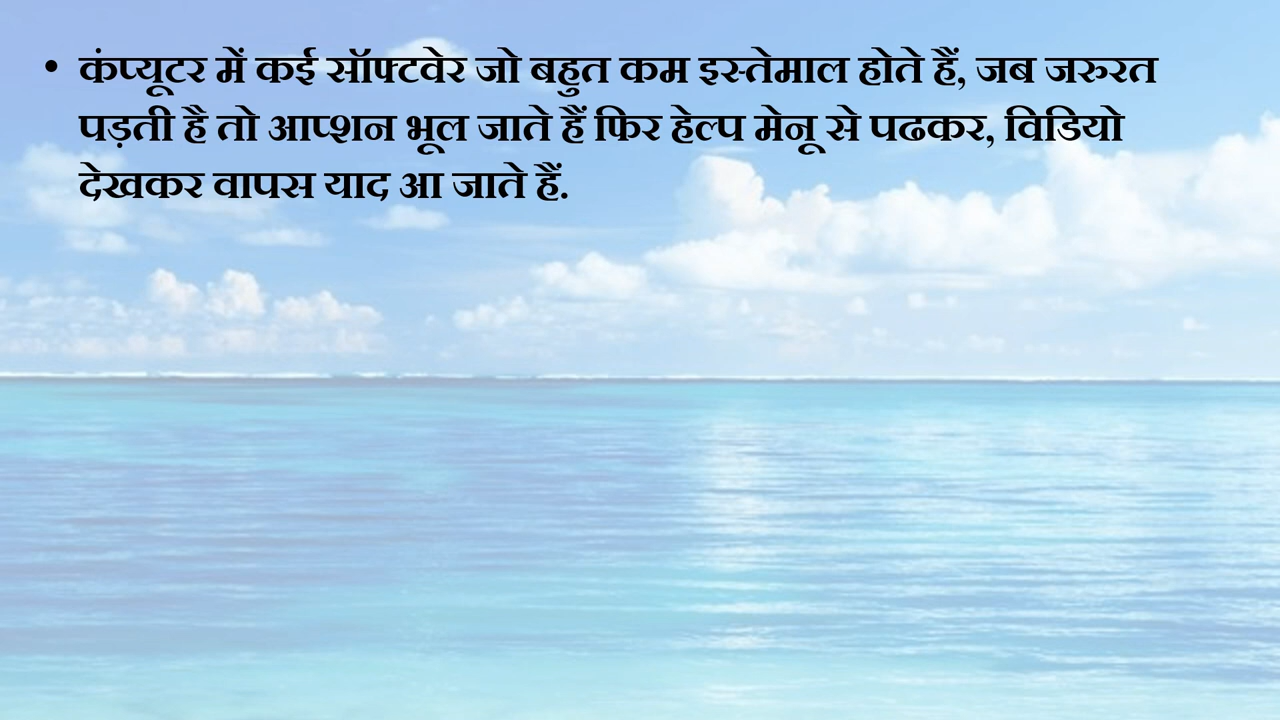 • कंप्यूटर में कई सॉफ्टवेर जो बहुत कम इस्तेमाल होते हैं, जब जरुरत
पड़ती है तो आप्शन भूल जाते हैं फिर हेल्प मेनू से पढकर, विडियो
देखकर वापस याद आ जाते हैं.